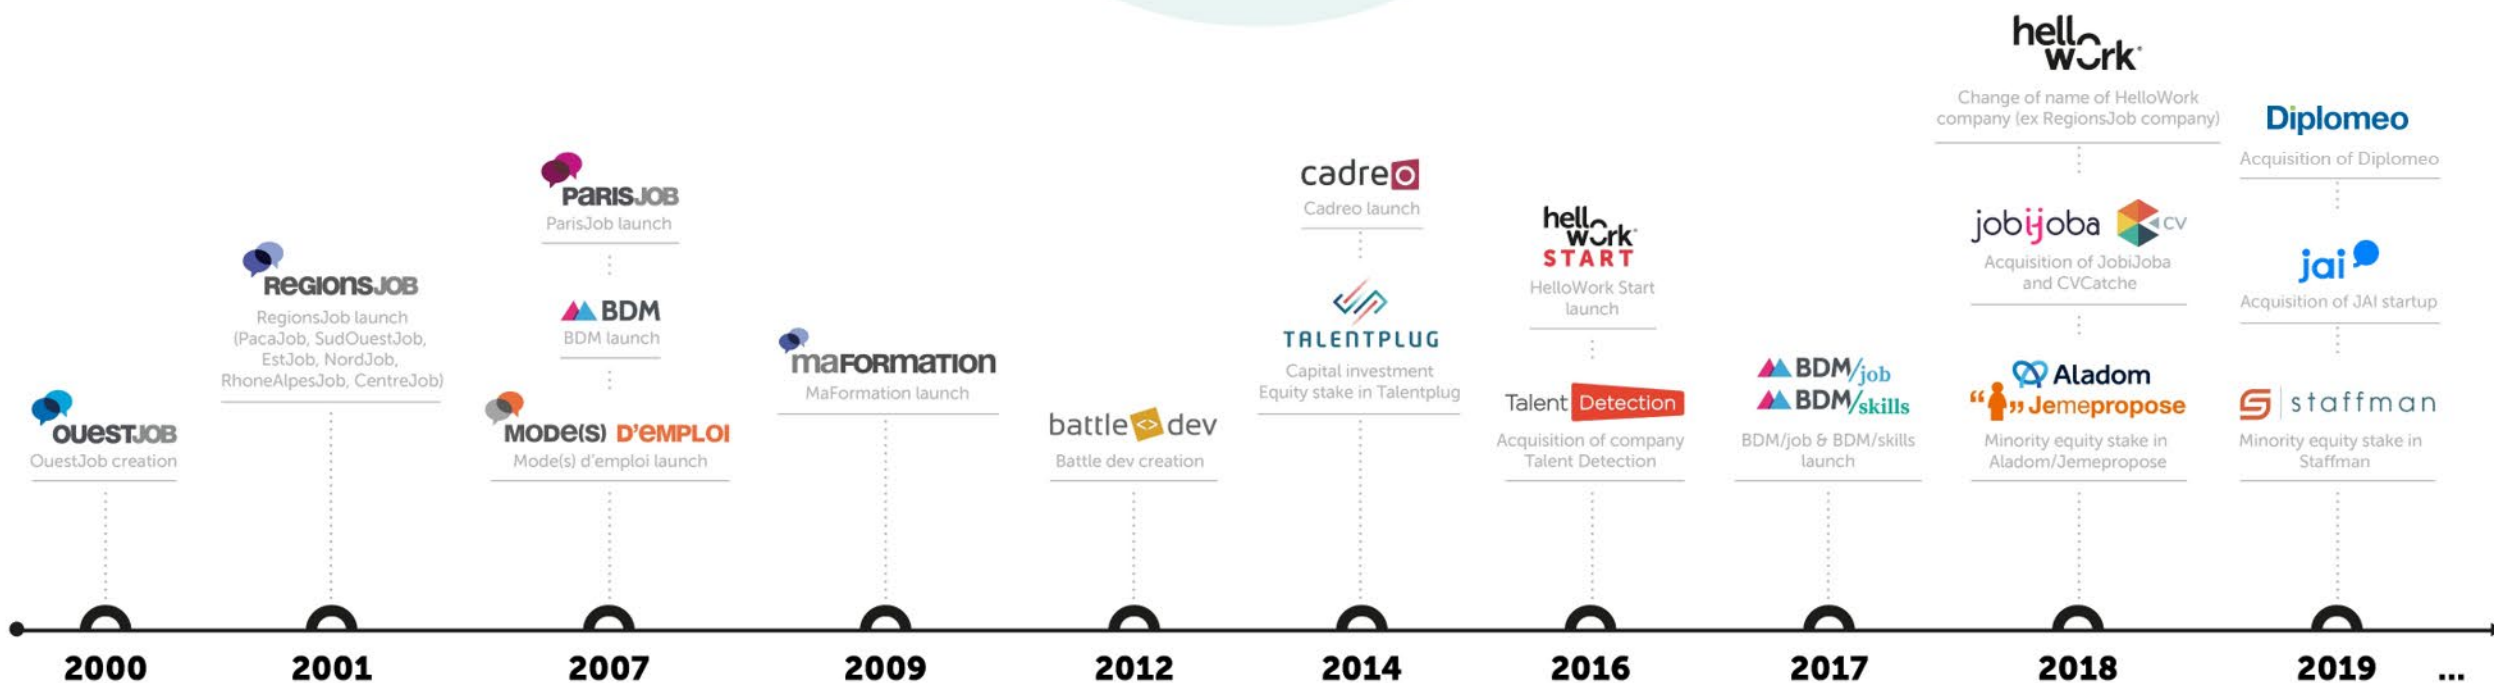 OUESTJOB
OuestJob creation
REGIONSJOB
RegionsJob launch
(PacaJob, SudOuestJob,
EstJob, NordJob,
RhoneAlpesJob, CentreJob)
PARISJOB
ParisJob launch
BDM
BDM launch
MODE(S) D'EMPLOI
Mode(s) d'emploi launch
maFORMATION
MaFormation launch
battle <> dev
Battle dev creation
cadreo
Cadreo launch
TALENTPLUG
Capital investment
Equity stake in Talentplug
hello
work
START
HelloWork Start
launch
Talent Detection
Acquisition of company
Talent Detection
BDM/job
BDM/skills
BDM/job & BDM/skills
launch
hello
work
Change of name of HelloWork
company (ex RegionsJob company)
jobijoba CV
Acquisition of JobiJoba
and CVCatche
Aladom
“ ” Jemepropose
Minority equity stake in
Aladom/Jemepropose
Diplomeo
Acquisition of Diplomeo
jai
Acquisition of JAI startup
S | staffman
Minority equity stake in
Staffman
2000 2001 2007 2009 2012 2014 2016 2017 2018 2019 ...